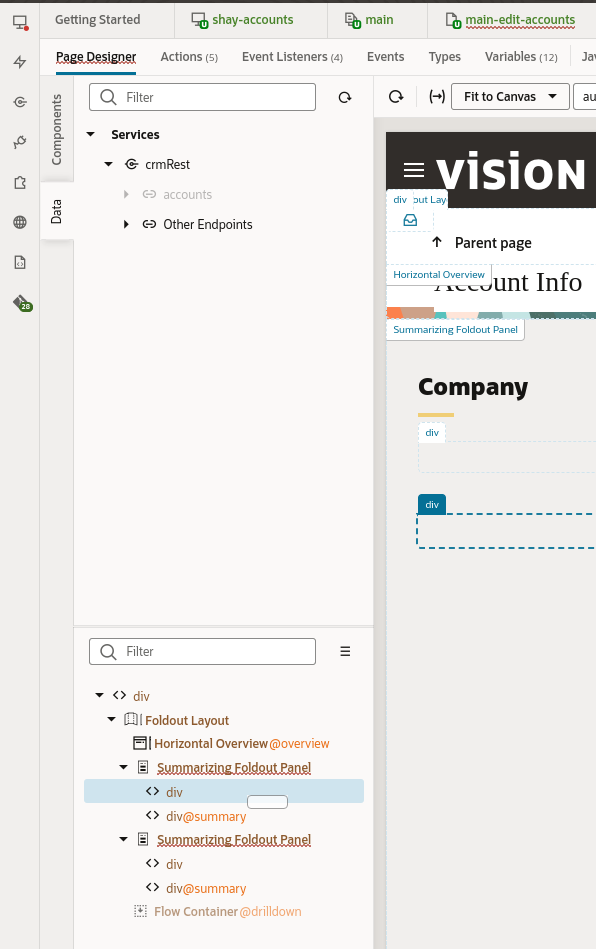 Getting Started shay-accounts main main-edit-accounts
Page Designer Actions (5) Event Listeners (4) Events Types Variables (12) Jav
Components
Data
Filter
Services
crmRest
accounts
Other Endpoints
28
Fit to Canvas au
VISION
div out Lay
Parent page
Horizontal Overview
Account Info
Summarizing Foldout Panel
Company
div
div
Filter
div
Foldout Layout
Horizontal Overview @overview
Summarizing Foldout Panel
div
div@summary
Summarizing Foldout Panel
div
div@summary
Flow Container @drilldown